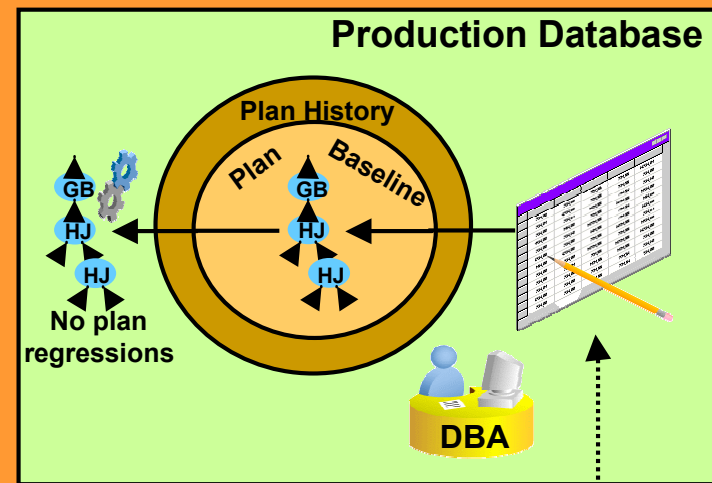 Production Database
Plan History
Plan Baseline
GB
HJ
HJ
GB
HJ
HJ
No plan
regressions
DBA